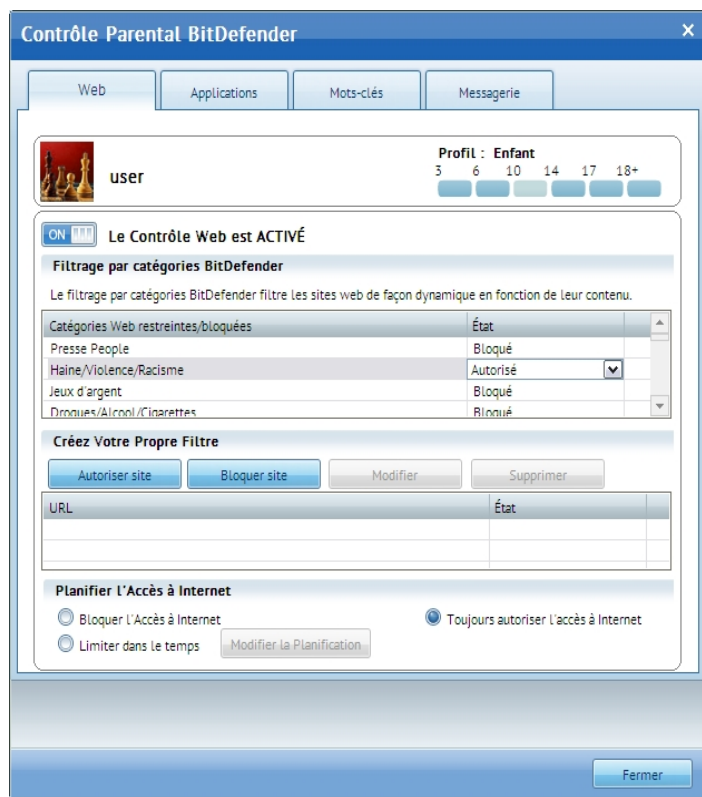 Contrôle Parental BitDefender
Web
Applications
Mots-clés
Messagerie
user
Profil : Enfant
3 6 10 14 17 18+
ON
Le Contrôle Web est ACTIVÉ
Filtrage par catégories BitDefender
Le filtrage par catégories BitDefender filtre les sites web de façon dynamique en fonction de leur contenu.
Catégories Web restreintes/bloquées État
Presse People Bloqué
Haine/Violence/Racisme Autorisé
Jeux d'argent Bloqué
Drogues/Alcool/Cigarettes Bloqué
Créez Votre Propre Filtre
Autoriser site Bloquer site Modifier Supprimer
URL État
Planifier l'Accès à Internet
Bloquer l'Accès à Internet Toujours autoriser l'accès à Internet
Limiter dans le temps Modifier la Planification
Fermer